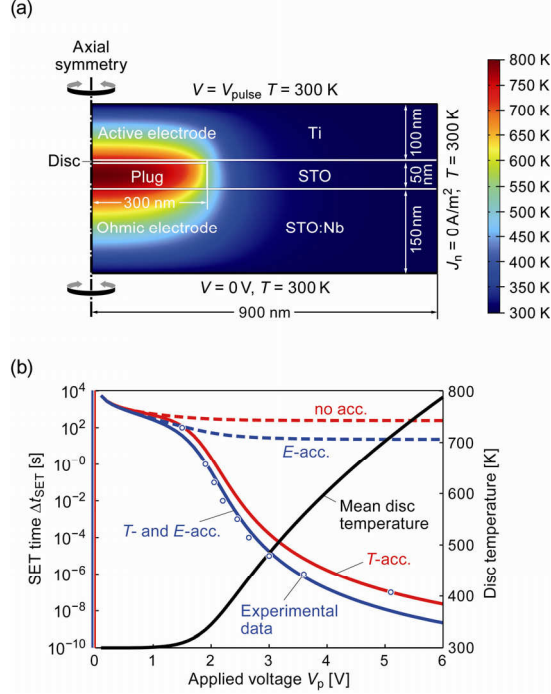 (a)
Axial
symmetry
V = Vpulse T = 300 K
Active electrode
Ti
100 nm
Disc
Plug
STO
50
nm
300 nm
Ohmic electrode
STO:Nb
150 nm
Jn = 0 A/m², T = 300 K
V = 0 V, T = 300 K
900 nm
800 K
750 K
700 K
650 K
600 K
550 K
500 K
450 K
400 K
350 K
300 K
(b)
SET time ΔtSET [s]
10⁴
10²
10⁻⁰
10⁻²
10⁻⁴
10⁻⁶
10⁻⁸
10⁻¹⁰
no acc.
E-acc.
Mean disc
temperature
T- and E-acc.
T-acc.
Experimental
data
800
700
600
500
400
300
Disc temperature [K]
0
1
2
3
4
5
6
Applied voltage Vp [V]